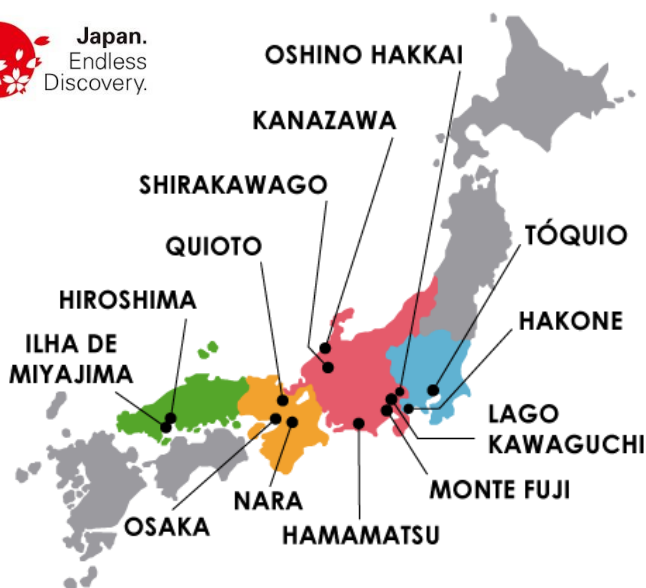 Japan.
Endless
Discovery.
OSHINO HAKKAI
KANAZAWA
SHIRAKAWAGO
QUIOTO
TÓQUIO
HIROSHIMA
HAKONE
ILHA DE
MIYAJIMA
LAGO
KAWAGUCHI
MONTE FUJI
NARA
OSAKA
HAMAMATSU